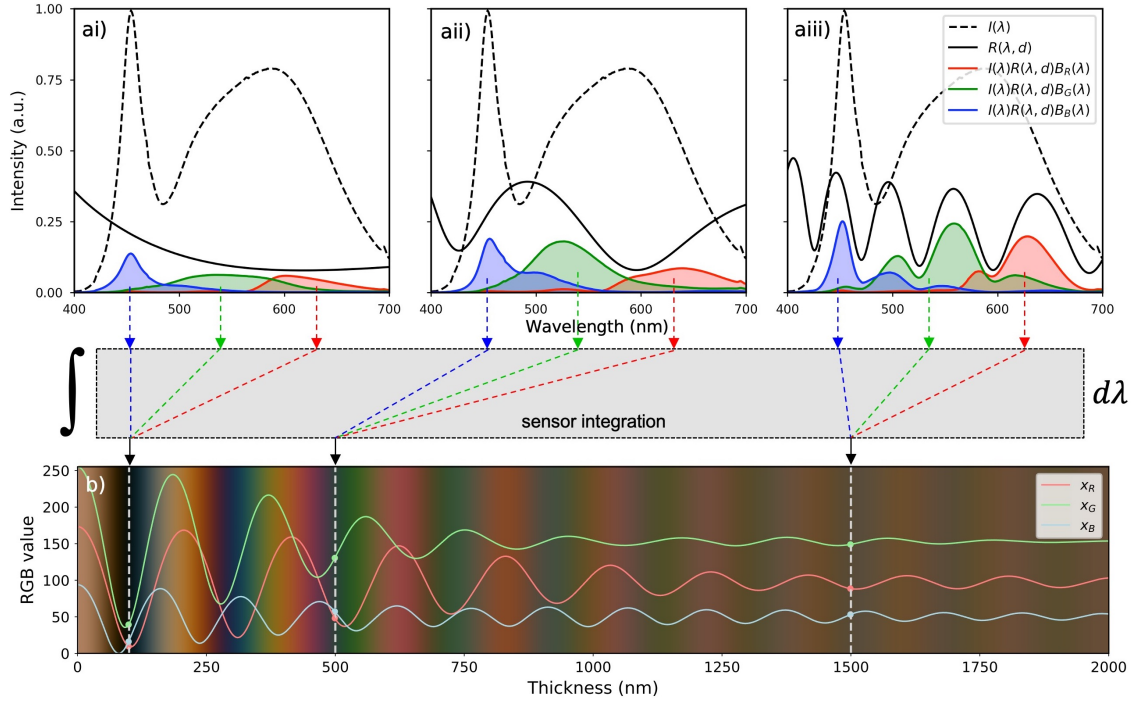 ai)
aii)
aiii)
I(λ)
R(λ, d)
I(λ)R(λ, d)B_R(λ)
I(λ)R(λ, d)B_G(λ)
I(λ)R(λ, d)B_B(λ)
Intensity (a.u.)
1.00
0.75
0.50
0.25
0.00
400 500 600 700
400 500 600 700
400 500 600 700
Wavelength (nm)
∫
sensor integration
dλ
b)
x_R
x_G
x_B
RGB value
250
200
150
100
50
0
0 250 500 750 1000 1250 1500 1750 2000
Thickness (nm)